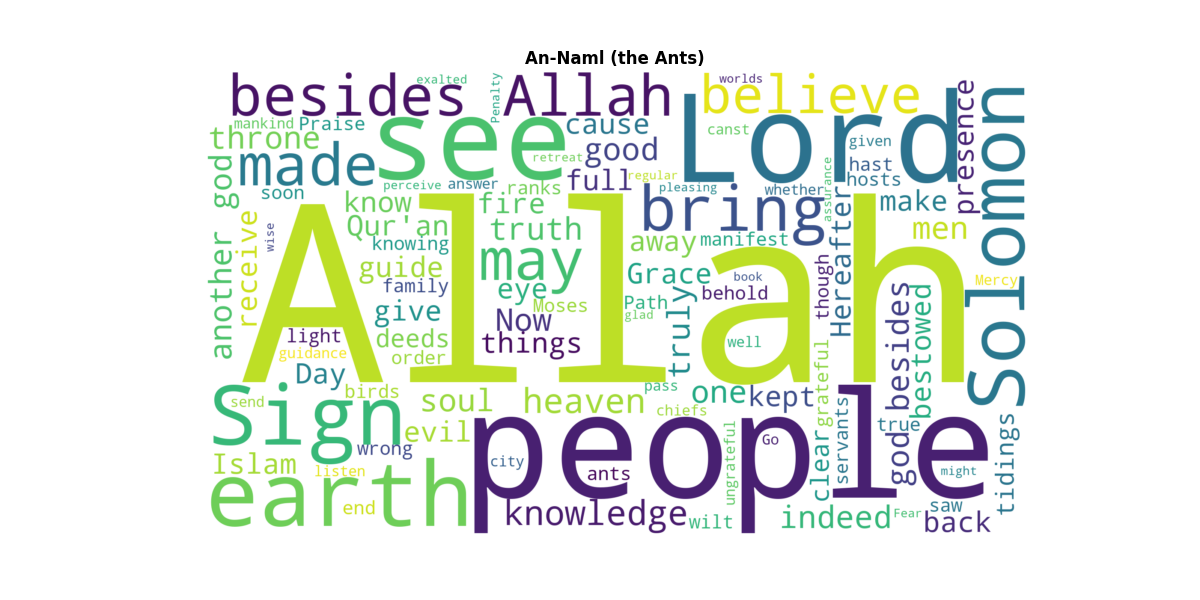 An-Naml (the Ants)
besides Allah
exalted
Penalty
worlds
believe
Lord
Solomon
presence
mankind
Praise
throne
see
cause
good
canst
given
made
retreat
full
regular
hast
hosts
god
soon
perceive
answer
ranks
pleasing
whether
assurance
make
know
fire
bring
men
Qur'an
truth
away
manifest
wise
knowing
receive
another
guide
may
Grace
Hereafter
though
Mercy
family
eye
book
behold
Allah
Moses
Path
glad
give
Now
truly
god besides
bestowed
light
things
well
deeds
guidance
order
Day
pass
grateful
birds
one
kept
send
soul
heaven
chiefs
Sign
evil
people
Go
clear
servants
true
tidings
wrong
ungrateful
Islam
listen
city
ants
might
earth
end
knowledge
wilt
indeed
Fear
saw
back